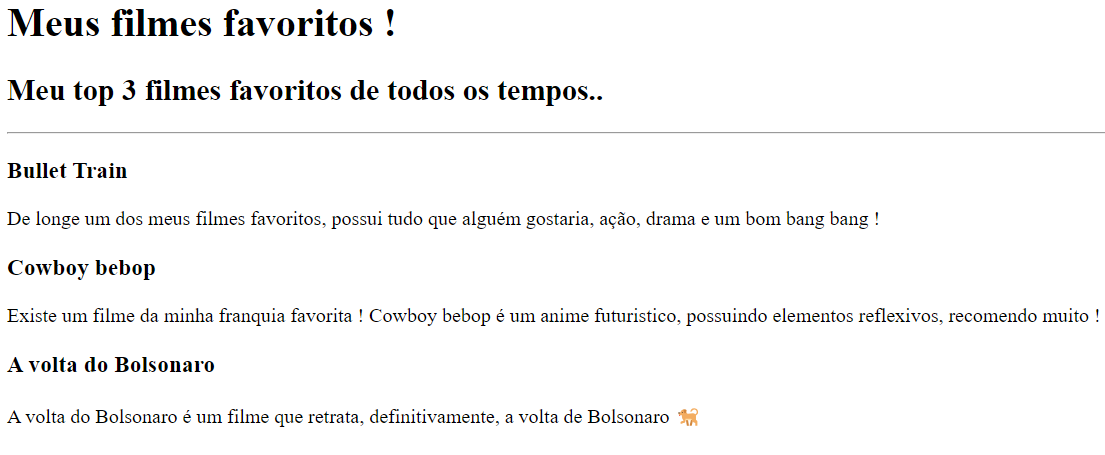 Meus filmes favoritos !
Meu top 3 filmes favoritos de todos os tempos..
Bullet Train
De longe um dos meus filmes favoritos, possui tudo que alguém gostaria, ação, drama e um bom bang bang !
Cowboy bebop
Existe um filme da minha franquia favorita ! Cowboy bebop é um anime futuristico, possuindo elementos reflexivos, recomendo muito !
A volta do Bolsonaro
A volta do Bolsonaro é um filme que retrata, definitivamente, a volta de Bolsonaro 🐈